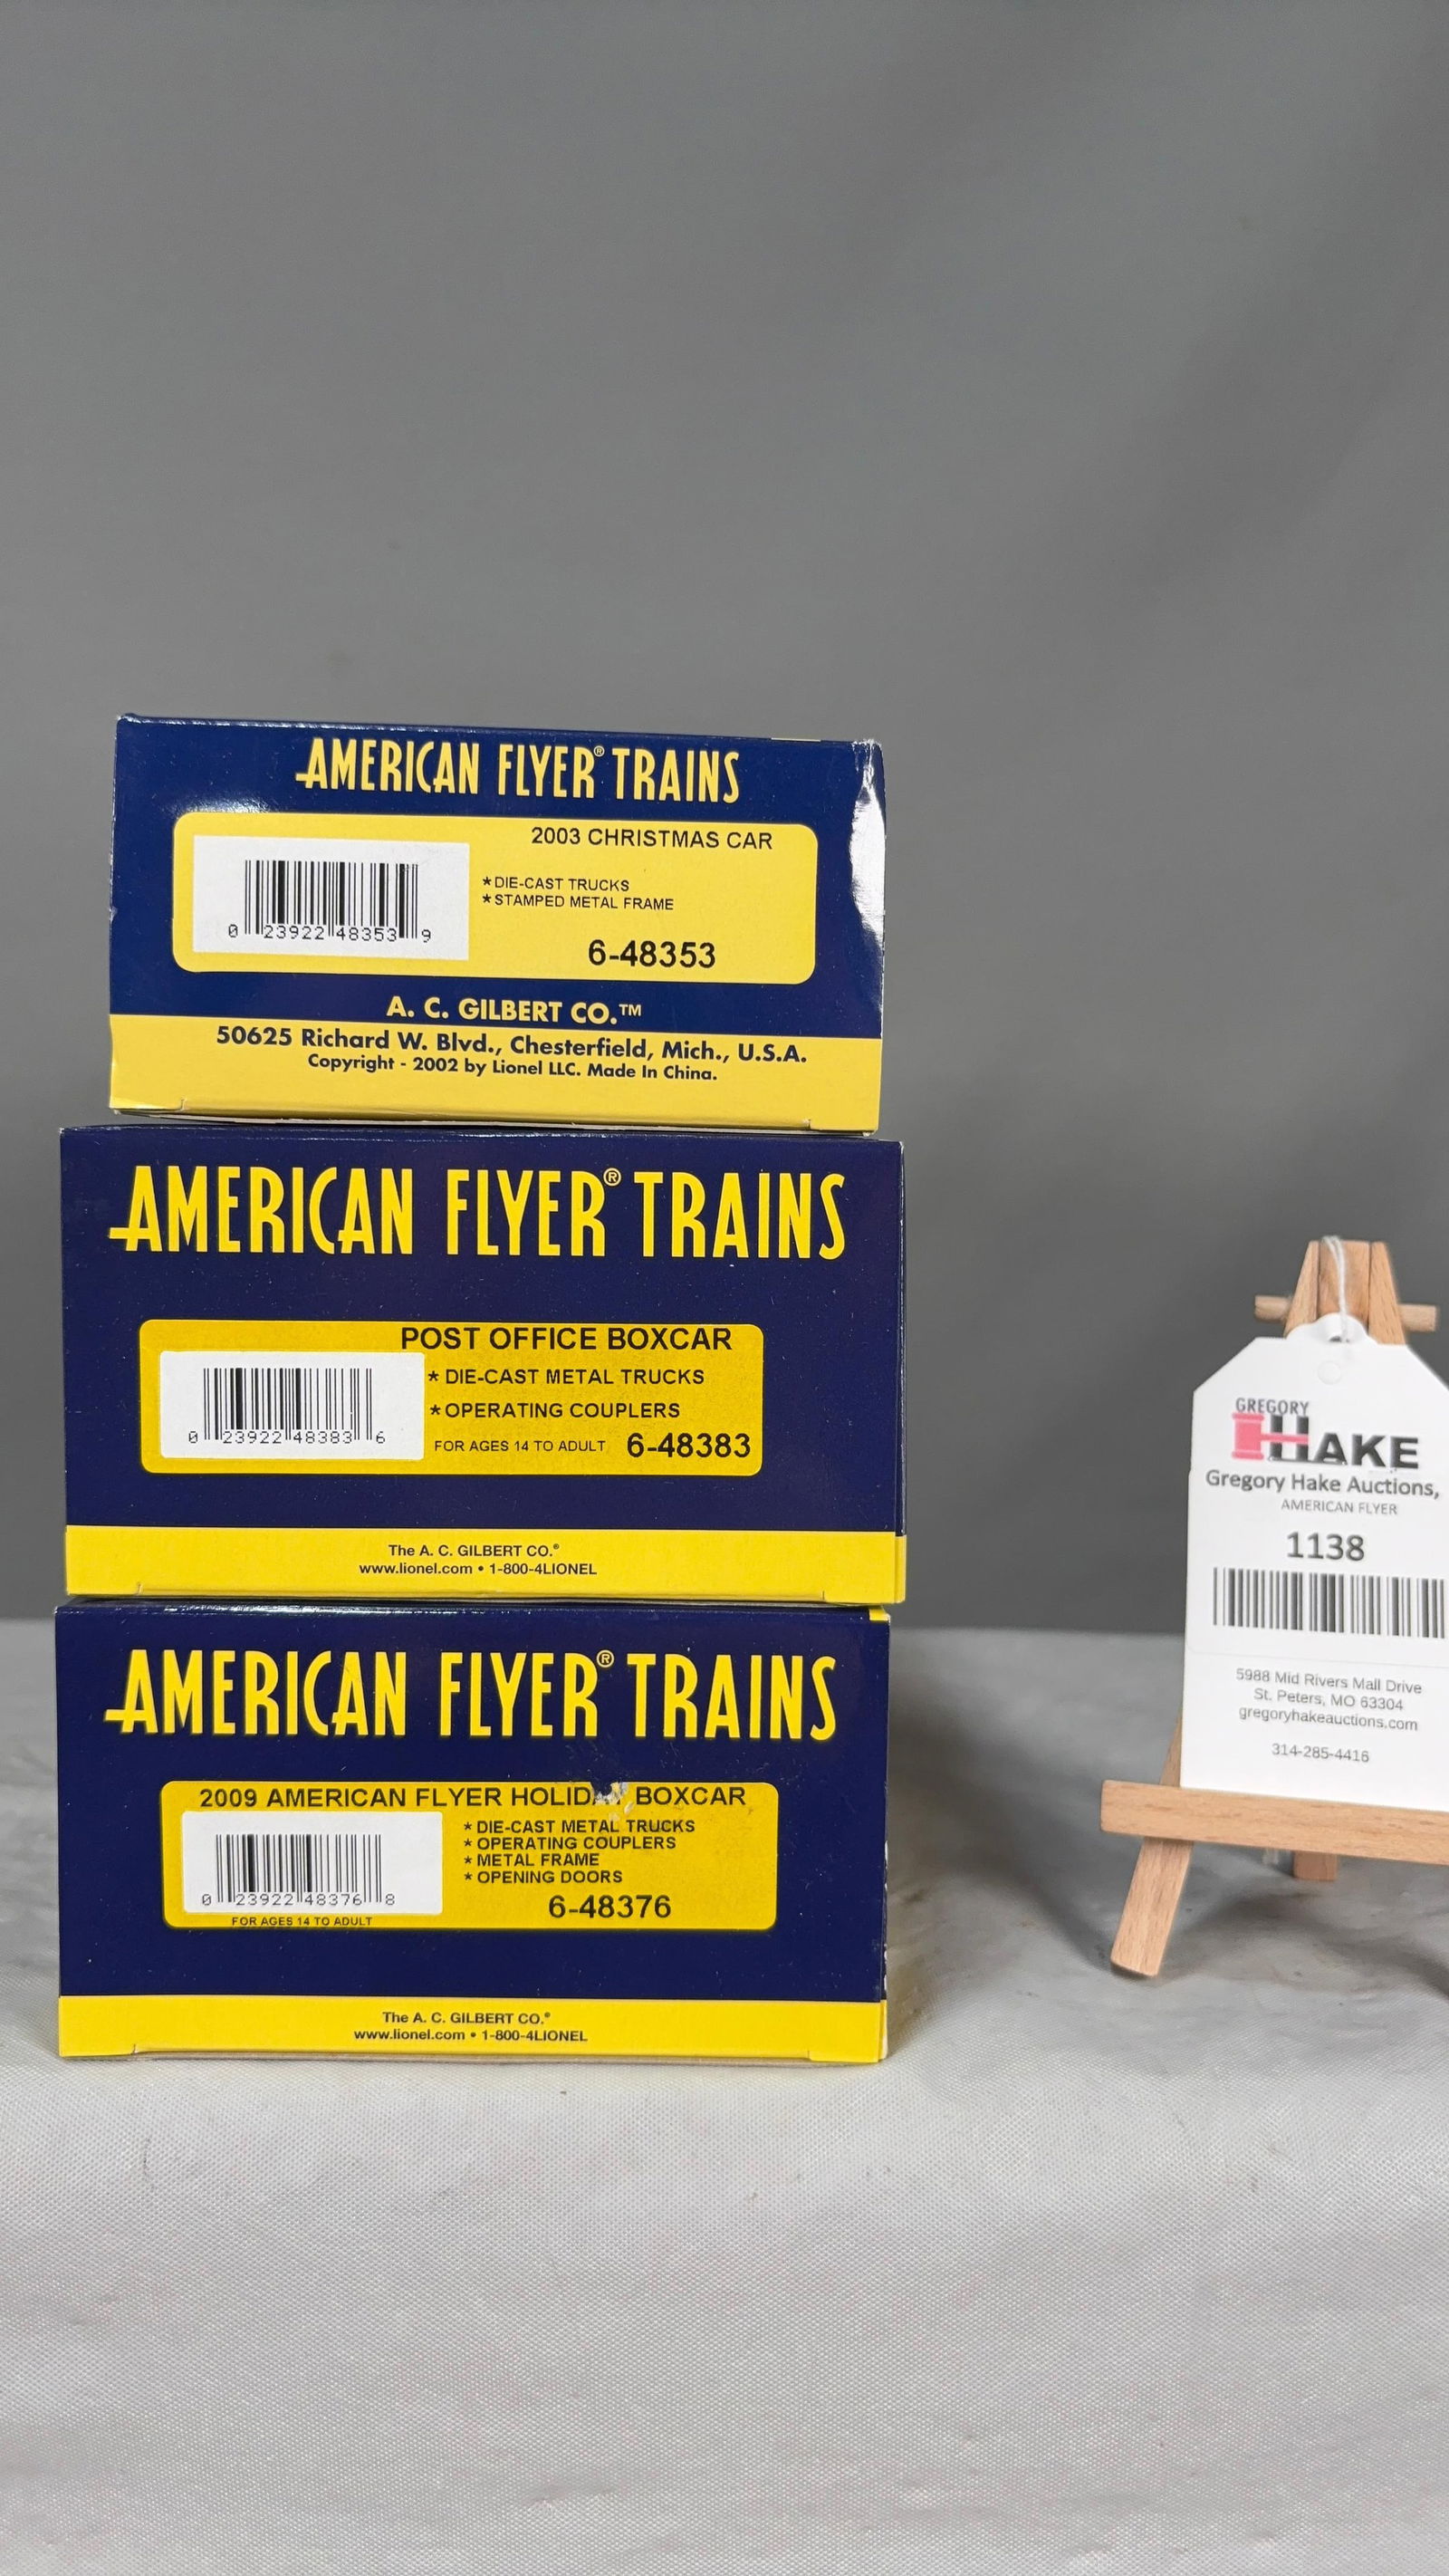 AMERICAN FLYER® TRAINS
2003 CHRISTMAS CAR
*DIE-CAST TRUCKS
*STAMPED METAL FRAME
0 23922 48353 9
6-48353
A. C. GILBERT CO.™
50625 Richard W. Blvd., Chesterfield, Mich., U.S.A.
Copyright - 2002 by Lionel LLC. Made In China.
AMERICAN FLYER® TRAINS
POST OFFICE BOXCAR
* DIE-CAST METAL TRUCKS
*OPERATING COUPLERS
0 23922 48383 6
FOR AGES 14 TO ADULT 6-48383
The A. C. GILBERT CO.®
www.lionel.com • 1-800-4LIONEL
AMERICAN FLYER® TRAINS
2009 AMERICAN FLYER BOXCAR
* DIE-CAST METAL TRUCKS
* OPERATING COUPLERS
* METAL FRAME
* OPENING DOORS
0 23922 48376 8
6-48376
FOR AGES 14 TO ADULT
The A. C. GILBERT CO.®
www.lionel.com • 1-800-4LIONEL
GREGORY
HAKE
Gregory Hake Auctions,
AMERICAN FLYER
1138
5988 Mid Rivers Mall Drive
St. Peters, MO 63304
gregoryhakeauctions.com
314-285-4416